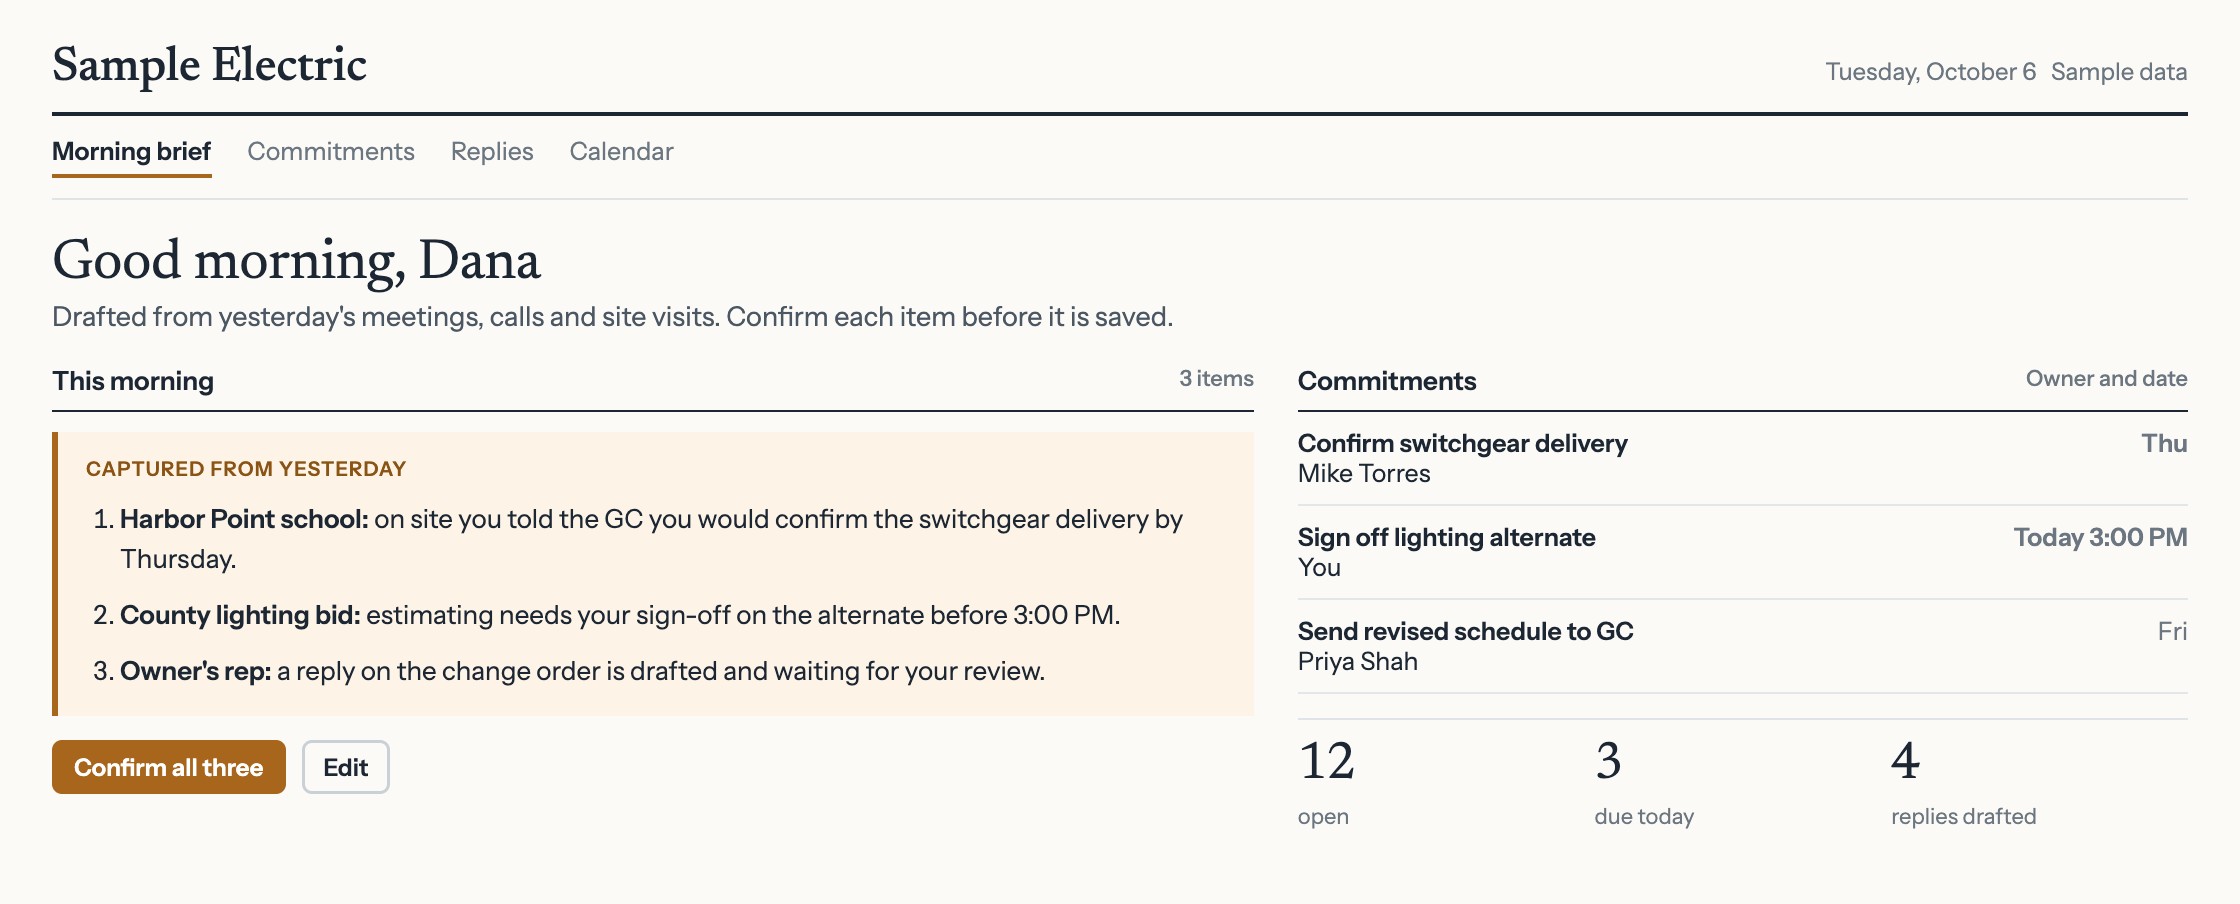 Sample Electric
Tuesday, October 6 Sample data
Morning brief Commitments Replies Calendar
Good morning, Dana
Drafted from yesterday's meetings, calls and site visits. Confirm each item before it is saved.
This morning 3 items
CAPTURED FROM YESTERDAY
1. Harbor Point school: on site you told the GC you would confirm the switchgear delivery by
Thursday.
2. County lighting bid: estimating needs your sign-off on the alternate before 3:00 PM.
3. Owner's rep: a reply on the change order is drafted and waiting for your review.
Confirm all three Edit
Commitments Owner and date
Confirm switchgear delivery Thu
Mike Torres
Sign off lighting alternate Today 3:00 PM
You
Send revised schedule to GC Fri
Priya Shah
12 3 4
open due today replies drafted